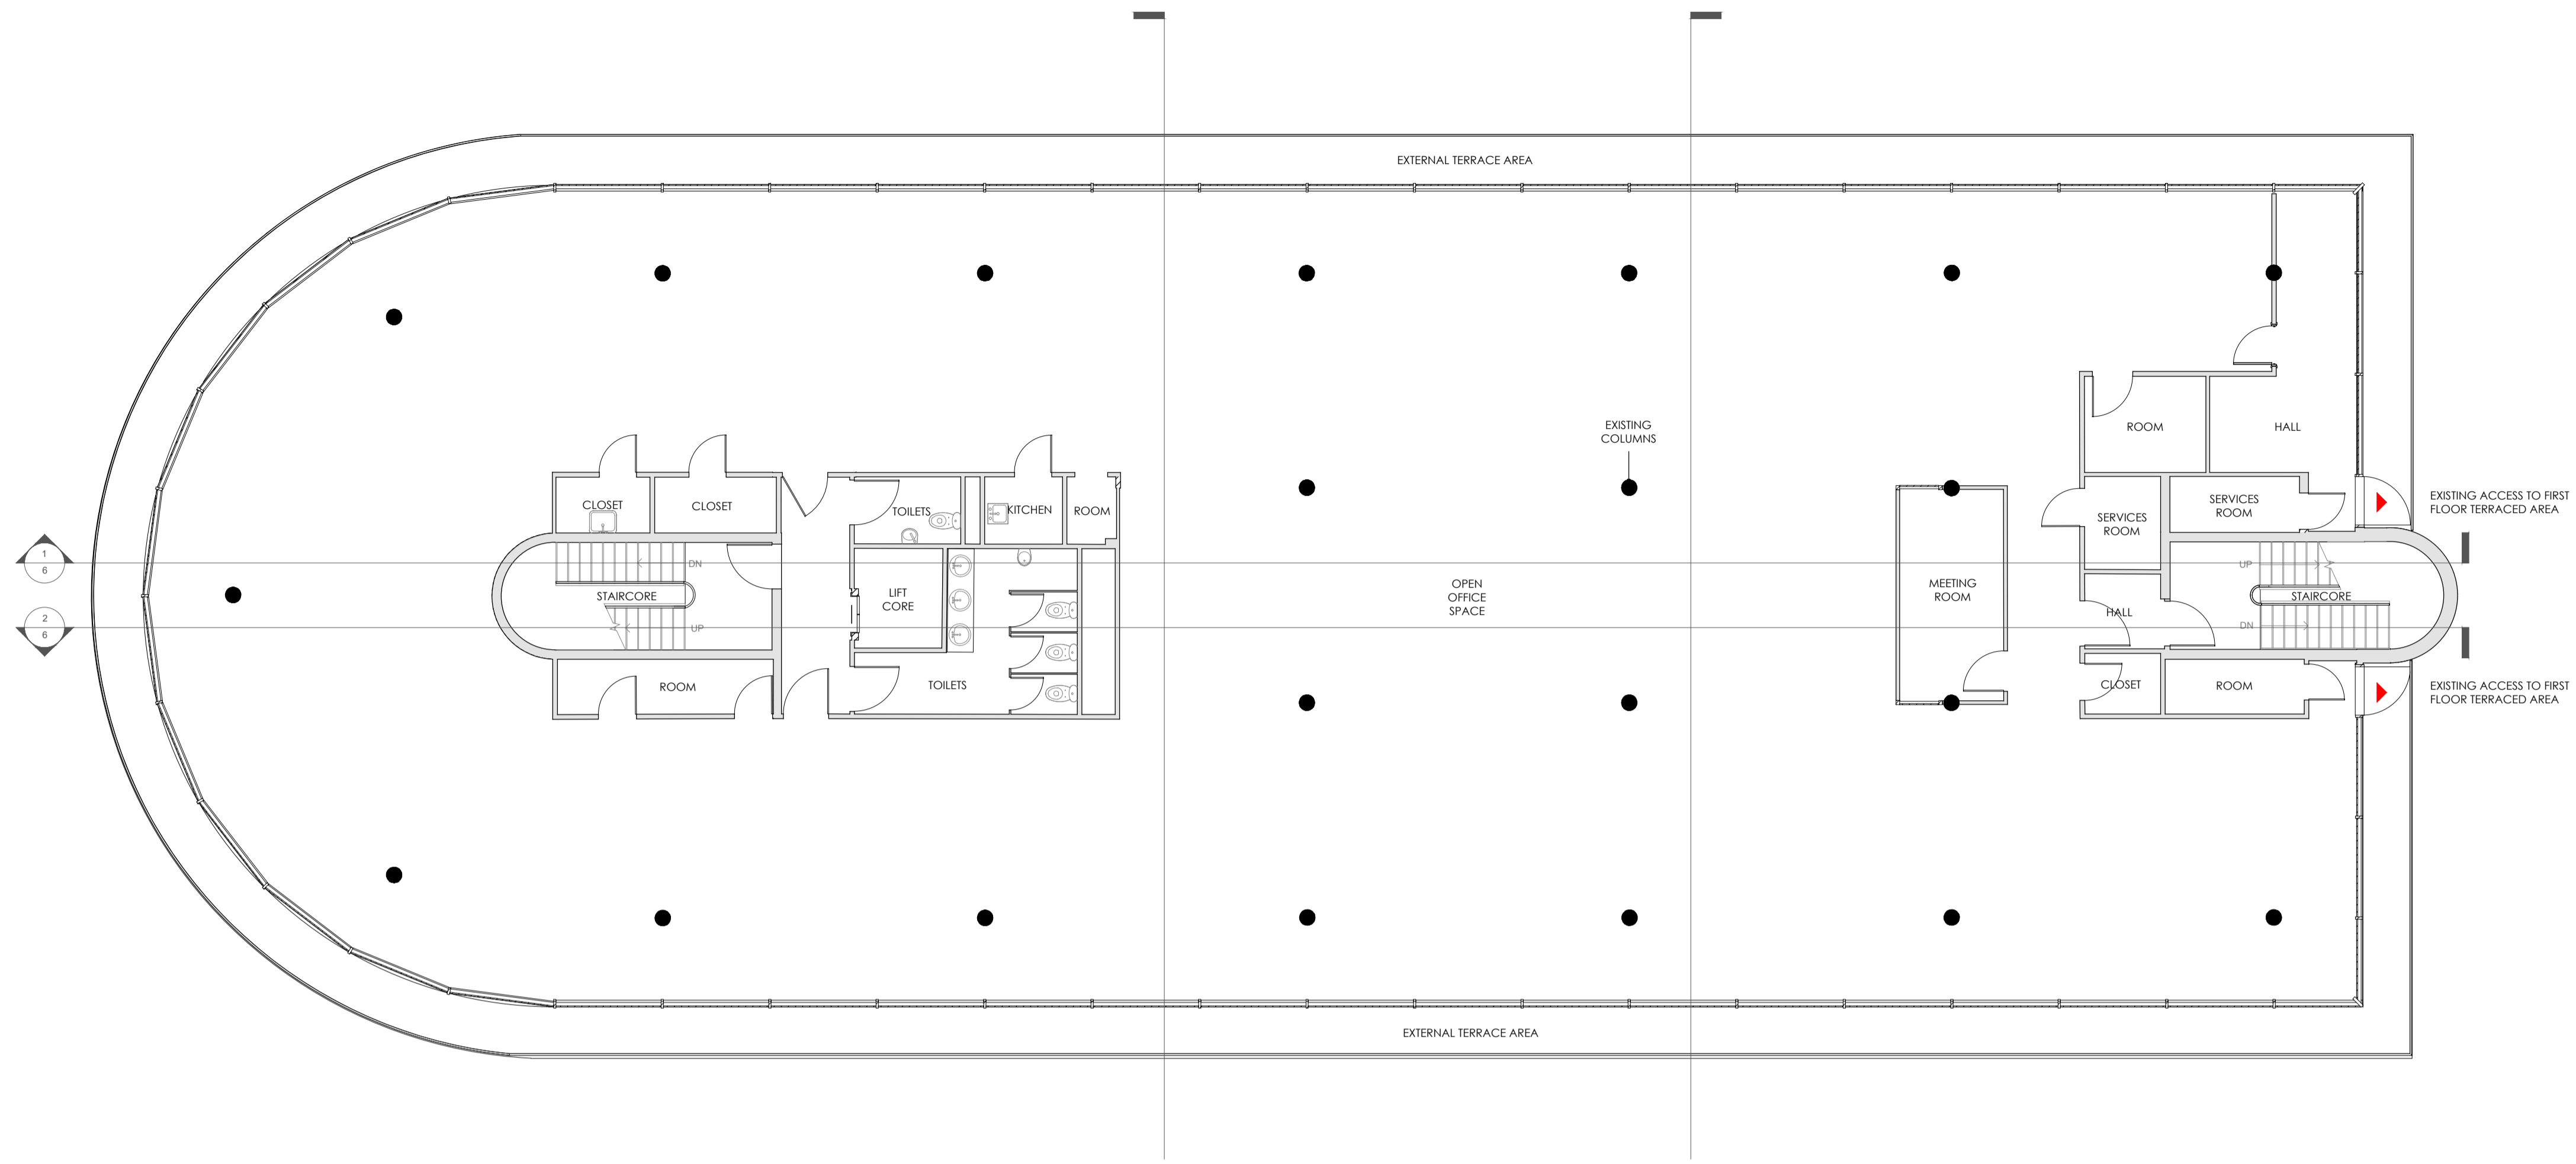 EXTERNAL TERRACE AREA
EXISTING
COLUMNS
ROOM
HALL
EXISTING ACCESS TO FIRST
FLOOR TERRACED AREA
CLOSET
CLOSET
TOILETS
KITCHEN
ROOM
SERVICES
ROOM
SERVICES
ROOM
1
6
DN
STAIRCORE
UP
LIFT
CORE
OPEN
OFFICE
SPACE
MEETING
ROOM
UP
STAIRCORE
DN
HALL
2
6
ROOM
TOILETS
CLOSET
ROOM
EXISTING ACCESS TO FIRST
FLOOR TERRACED AREA
EXTERNAL TERRACE AREA